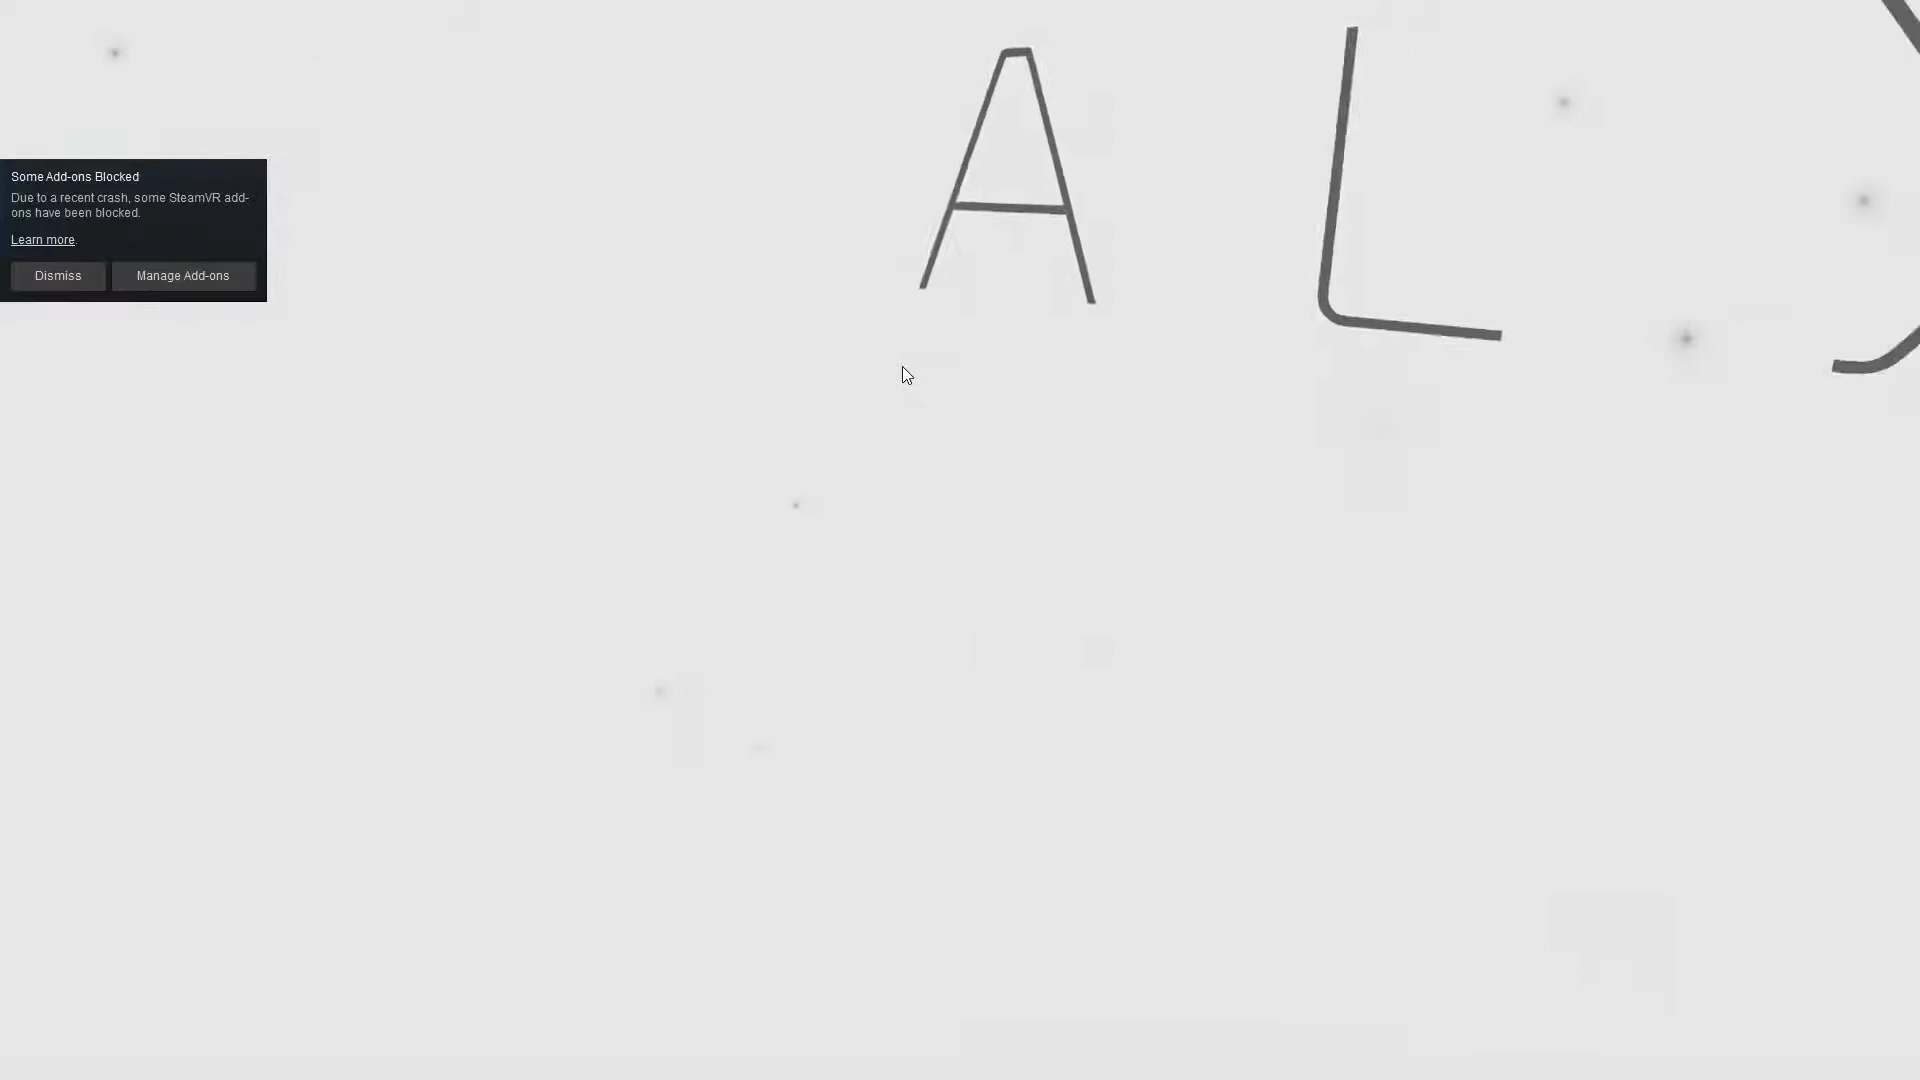 A L
Some Add-ons Blocked
Due to a recent crash, some SteamVR add-
ons have been blocked.
Learn more.
Dismiss
Manage Add-ons